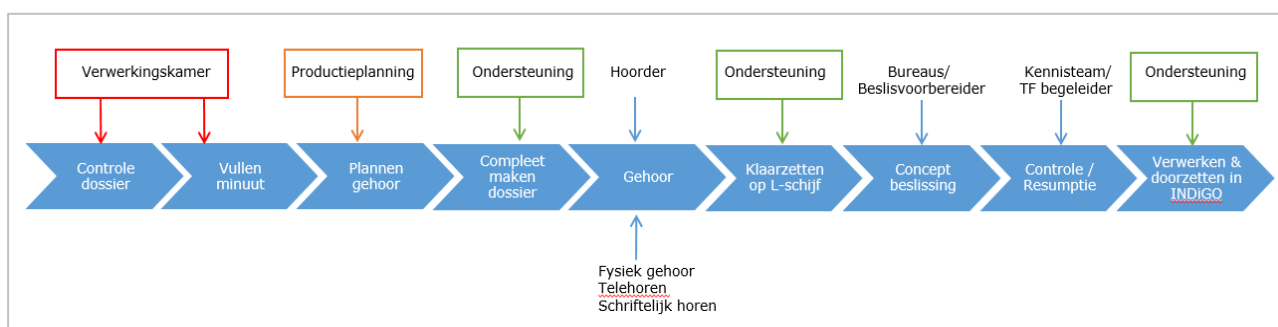 Verwerkingskamer
Productieplanning
Ondersteuning
Hoorder
Ondersteuning
Bureaus/
Beslisvoorbereider
Kennisteam/
TF begeleider
Ondersteuning
Controle
dossier
Vullen
minuut
Plannen
gehoor
Compleet
maken
dossier
Gehoor
Klaarzetten
op L-schijf
Concept
beslissing
Controle /
Resumptie
Verwerken &
doorzetten in
INDiGO
Fysiek gehoor
Telehoren
Schriftelijk horen